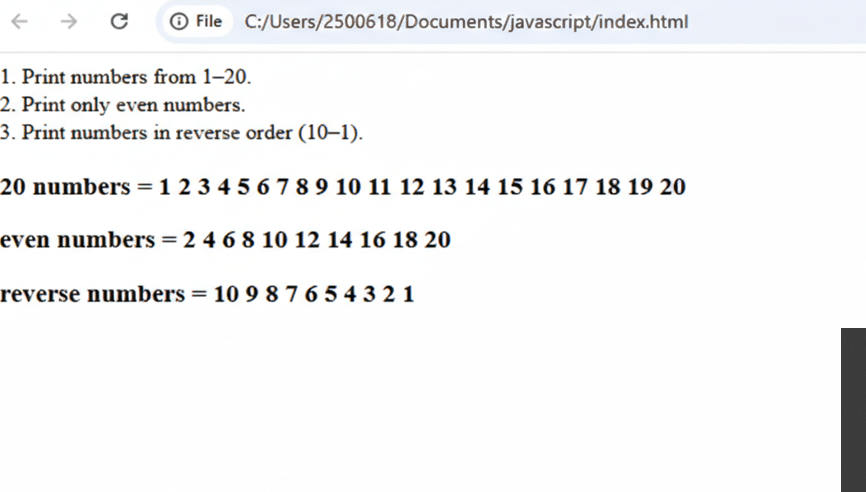 File C:/Users/2500618/Documents/javascript/index.html
1. Print numbers from 1–20.
2. Print only even numbers.
3. Print numbers in reverse order (10–1).
20 numbers = 1 2 3 4 5 6 7 8 9 10 11 12 13 14 15 16 17 18 19 20
even numbers = 2 4 6 8 10 12 14 16 18 20
reverse numbers = 10 9 8 7 6 5 4 3 2 1